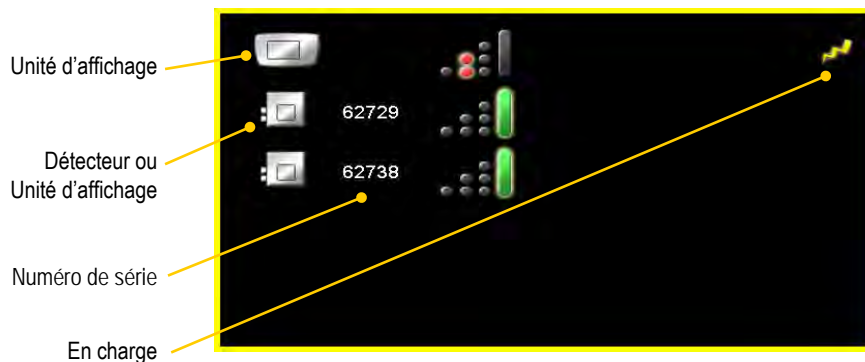 Unité d'affichage
62729
Détecteur ou
Unité d'affichage
62738
Numéro de série
En charge